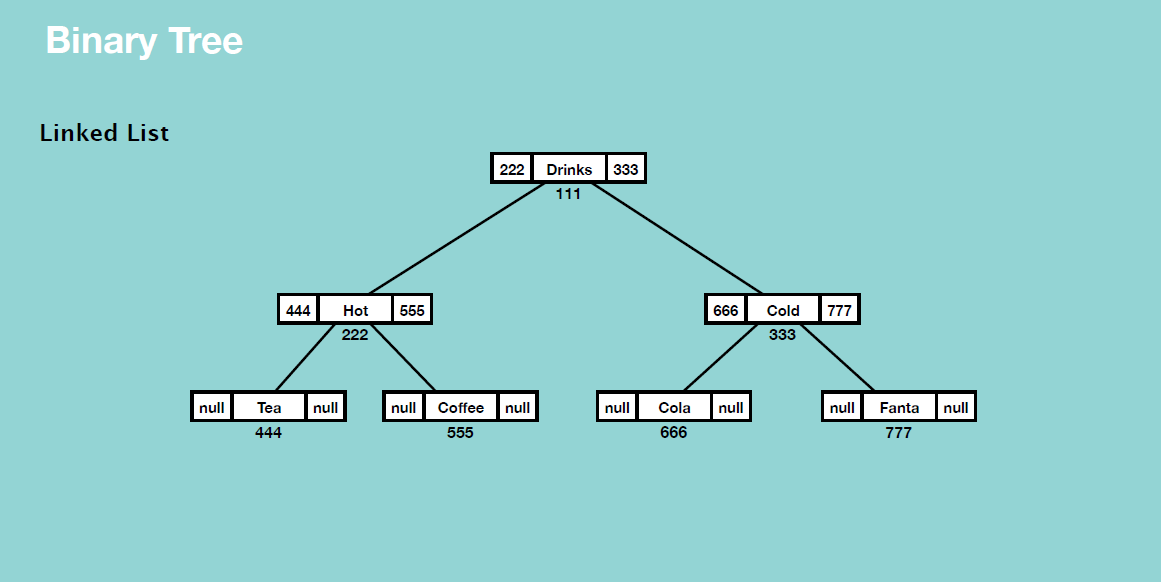 Binary Tree
Linked List
222 Drinks 333
111
444 Hot 555
222
666 Cold 777
333
null Tea null
444
null Coffee null
555
null Cola null
666
null Fanta null
777